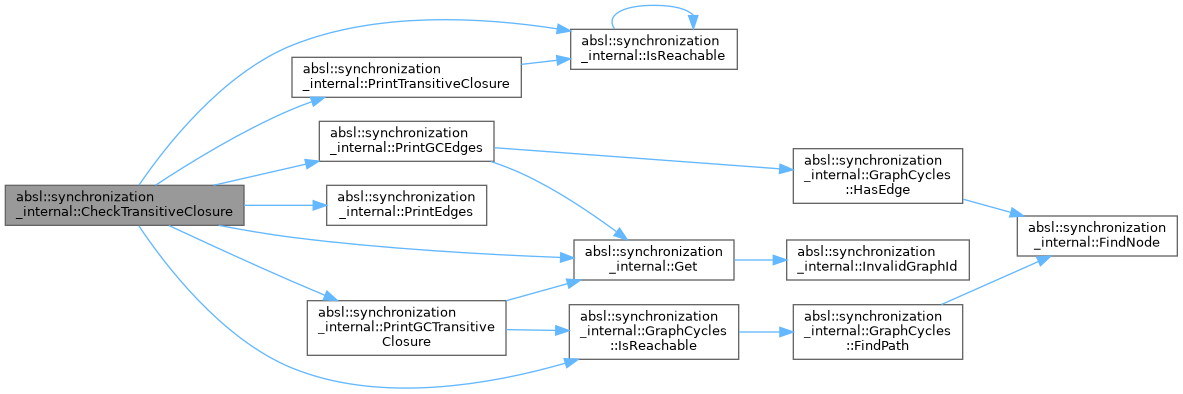 absl::synchronization
_internal::CheckTransitiveClosure
absl::synchronization
_internal::IsReachable
absl::synchronization
_internal::PrintTransitiveClosure
absl::synchronization
_internal::PrintGCEdges
absl::synchronization
_internal::PrintEdges
absl::synchronization
_internal::Get
absl::synchronization
_internal::PrintGCTransitive
Closure
absl::synchronization
_internal::GraphCycles
::IsReachable
absl::synchronization
_internal::GraphCycles
::HasEdge
absl::synchronization
_internal::InvalidGraphId
absl::synchronization
_internal::GraphCycles
::FindPath
absl::synchronization
_internal::FindNode